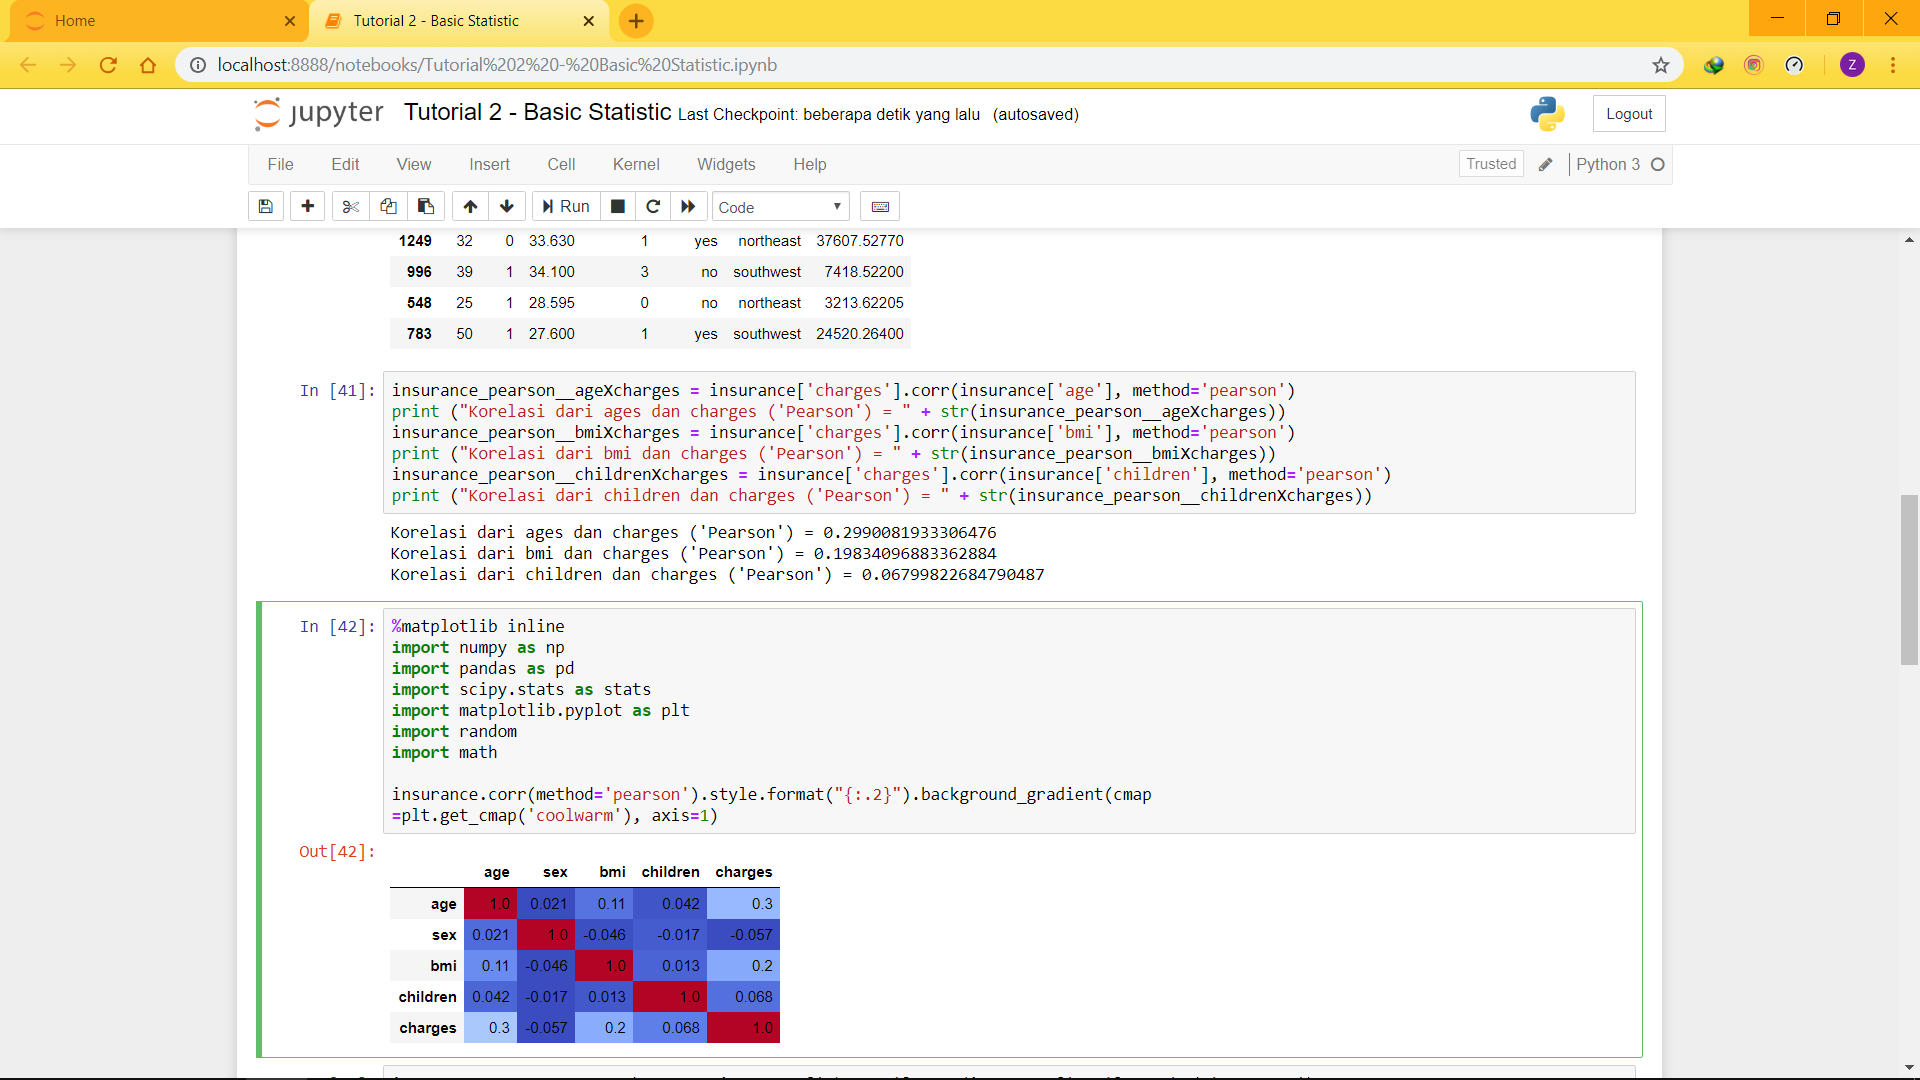 Home
Tutorial 2 - Basic Statistic
localhost:8888/notebooks/Tutorial%202%20-%20Basic%20Statistic.ipynb
Z
jupyter Tutorial 2 - Basic Statistic Last Checkpoint: beberapa detik yang lalu (autosaved)
Logout
File Edit View Insert Cell Kernel Widgets Help
Trusted Python 3
Run Code
1249 32 0 33.630 1 yes northeast 37607.52770
996 39 1 34.100 3 no southwest 7418.52200
548 25 1 28.595 0 no northeast 3213.62205
783 50 1 27.600 1 yes southwest 24520.26400
In [41]: insurance_pearson__ageXcharges = insurance['charges'].corr(insurance['age'], method='pearson')
print ("Korelasi dari ages dan charges ('Pearson') = " + str(insurance_pearson__ageXcharges))
insurance_pearson__bmiXcharges = insurance['charges'].corr(insurance['bmi'], method='pearson')
print ("Korelasi dari bmi dan charges ('Pearson') = " + str(insurance_pearson__bmiXcharges))
insurance_pearson__childrenXcharges = insurance['charges'].corr(insurance['children'], method='pearson')
print ("Korelasi dari children dan charges ('Pearson') = " + str(insurance_pearson__childrenXcharges))
Korelasi dari ages dan charges ('Pearson') = 0.2990081933306476
Korelasi dari bmi dan charges ('Pearson') = 0.19834096883362884
Korelasi dari children dan charges ('Pearson') = 0.06799822684790487
In [42]: %matplotlib inline
import numpy as np
import pandas as pd
import scipy.stats as stats
import matplotlib.pyplot as plt
import random
import math
insurance.corr(method='pearson').style.format("{:.2}").background_gradient(cmap
=plt.get_cmap('coolwarm'), axis=1)
Out[42]:
age sex bmi children charges
age 1.0 0.021 0.11 0.042 0.3
sex 0.021 1.0 -0.046 -0.017 -0.057
bmi 0.11 -0.046 1.0 0.013 0.2
children 0.042 -0.017 0.013 1.0 0.068
charges 0.3 -0.057 0.2 0.068 1.0